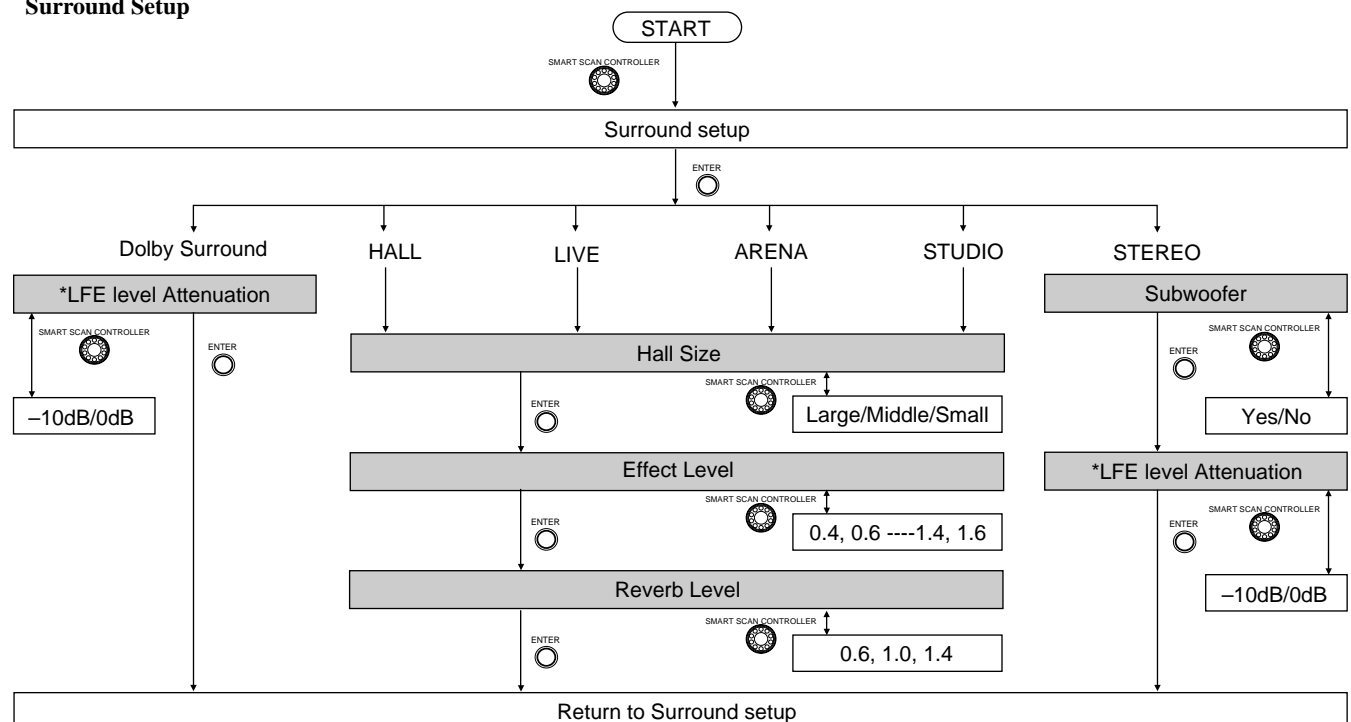 Surround Setup
START
SMART SCAN CONTROLLER
Surround setup
ENTER
Dolby Surround
HALL
LIVE
ARENA
STUDIO
STEREO
*LFE level Attenuation
SMART SCAN CONTROLLER
ENTER
–10dB/0dB
Hall Size
ENTER
SMART SCAN CONTROLLER
Large/Middle/Small
Effect Level
ENTER
SMART SCAN CONTROLLER
0.4, 0.6 ----1.4, 1.6
Reverb Level
ENTER
SMART SCAN CONTROLLER
0.6, 1.0, 1.4
Subwoofer
ENTER
SMART SCAN CONTROLLER
Yes/No
*LFE level Attenuation
ENTER
SMART SCAN CONTROLLER
–10dB/0dB
Return to Surround setup